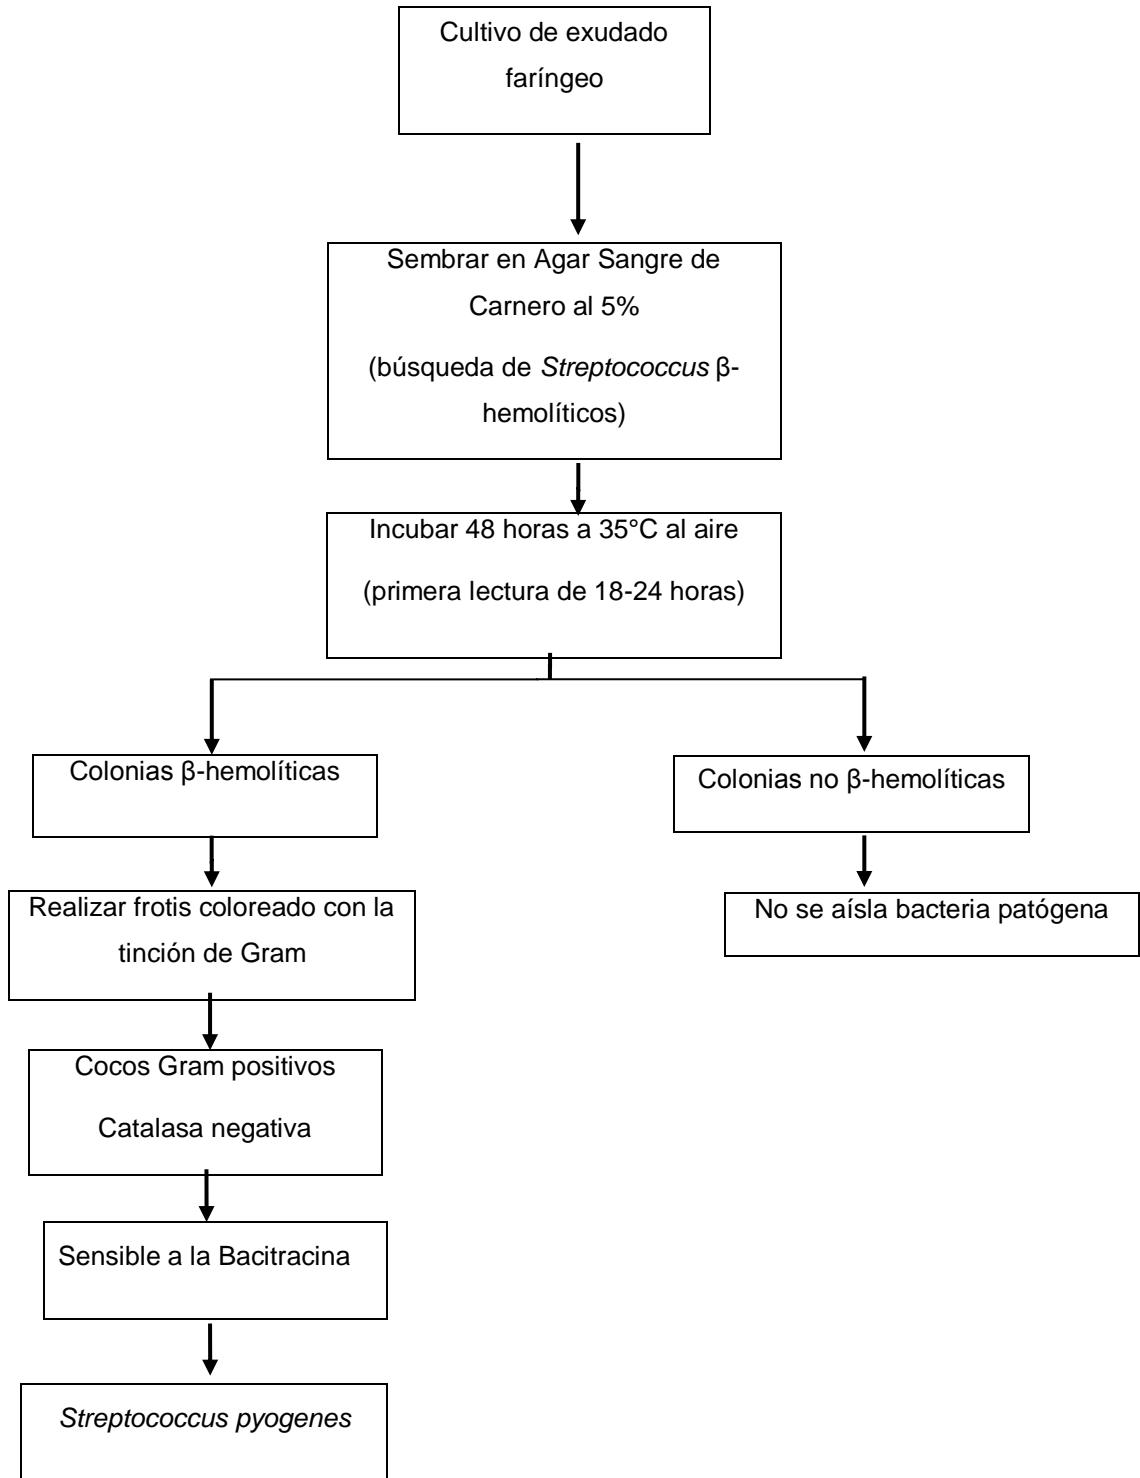 Cultivo de exudado
faríngeo
Sembrar en Agar Sangre de
Carnero al 5%
(búsqueda de Streptococcus β-
hemolíticos)
Incubar 48 horas a 35°C al aire
(primera lectura de 18-24 horas)
Colonias β-hemolíticas
Colonias no β-hemolíticas
Realizar frotis coloreado con la
tinción de Gram
No se aísla bacteria patógena
Cocos Gram positivos
Catalasa negativa
Sensible a la Bacitracina
Streptococcus pyogenes